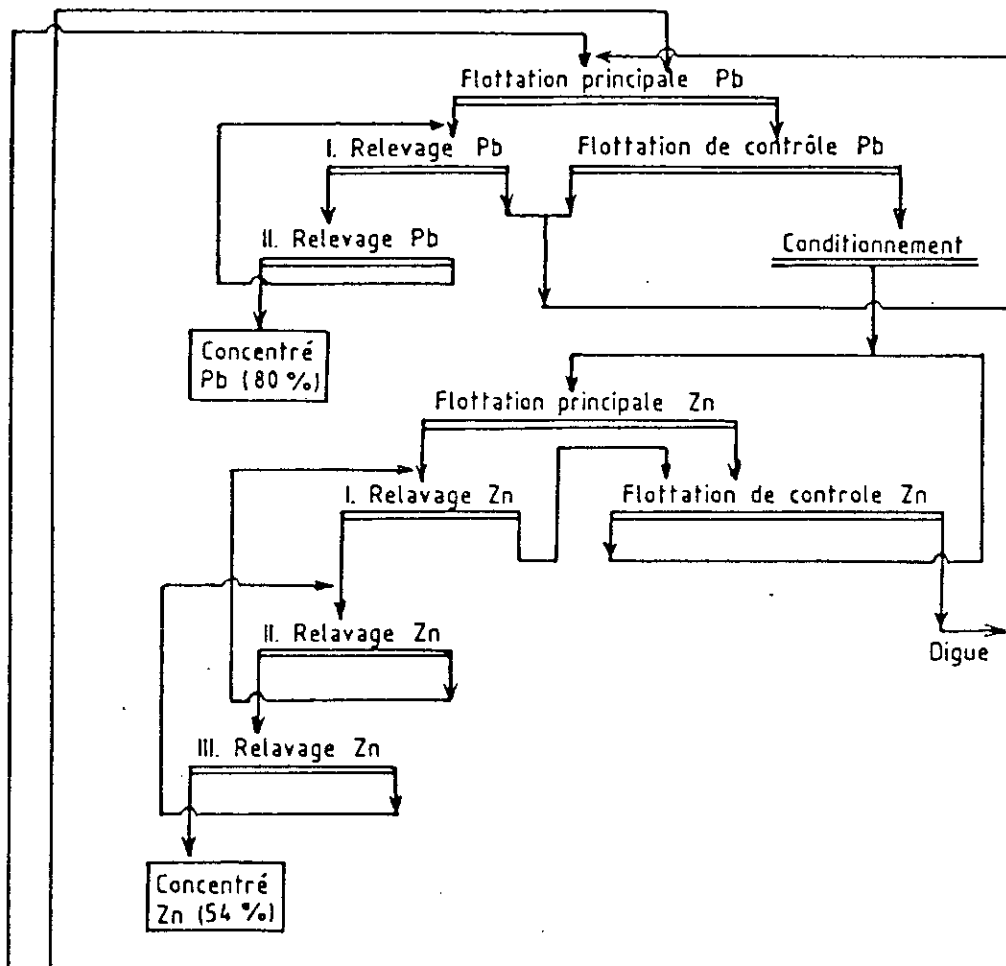 Flottation principale Pb
I. Relevage Pb
Flottation de contrôle Pb
II. Relevage Pb
Conditionnement
Concentré
Pb (80 %)
Flottation principale Zn
I. Relavage Zn
Flottation de controle Zn
II. Relavage Zn
Digue
III. Relavage Zn
Concentré
Zn (54 %)